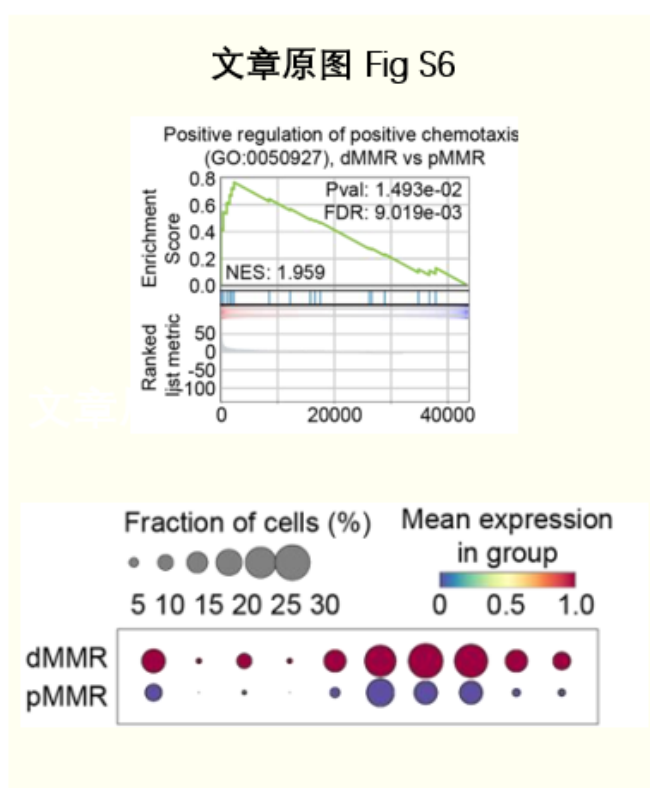 文章原图 Fig S6
Positive regulation of positive chemotaxis
(GO:0050927), dMMR vs pMMR
Enrichment
Score
0.8
0.6
0.4
0.2
0.0
Pval: 1.493e-02
FDR: 9.019e-03
NES: 1.959
Ranked
list metric
50
0
-50
-100
0 20000 40000
Fraction of cells (%)
5 10 15 20 25 30
Mean expression
in group
0 0.5 1.0
dMMR
pMMR